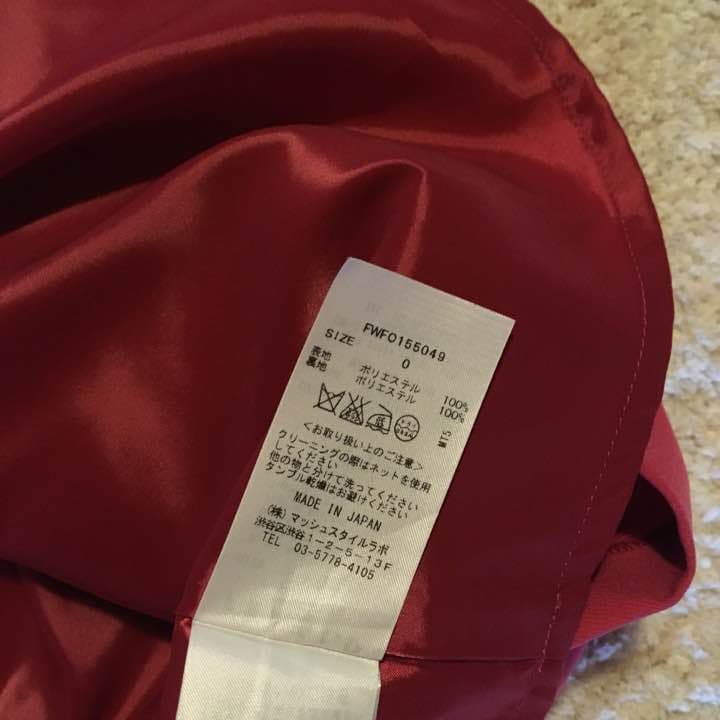 FWFO155049
SIZE 0
表地 ポリエステル 100%
裏地 ポリエステル 100%
MT5
<お取り扱い上のご注意>
クリーニングの際はネットを使用
してください
他の物と分けて洗ってください
タンブル乾燥はお避けください
MADE IN JAPAN
(株)マッシュスタイルラボ
渋谷区渋谷1-2-5-13F
TEL 03-5778-4105